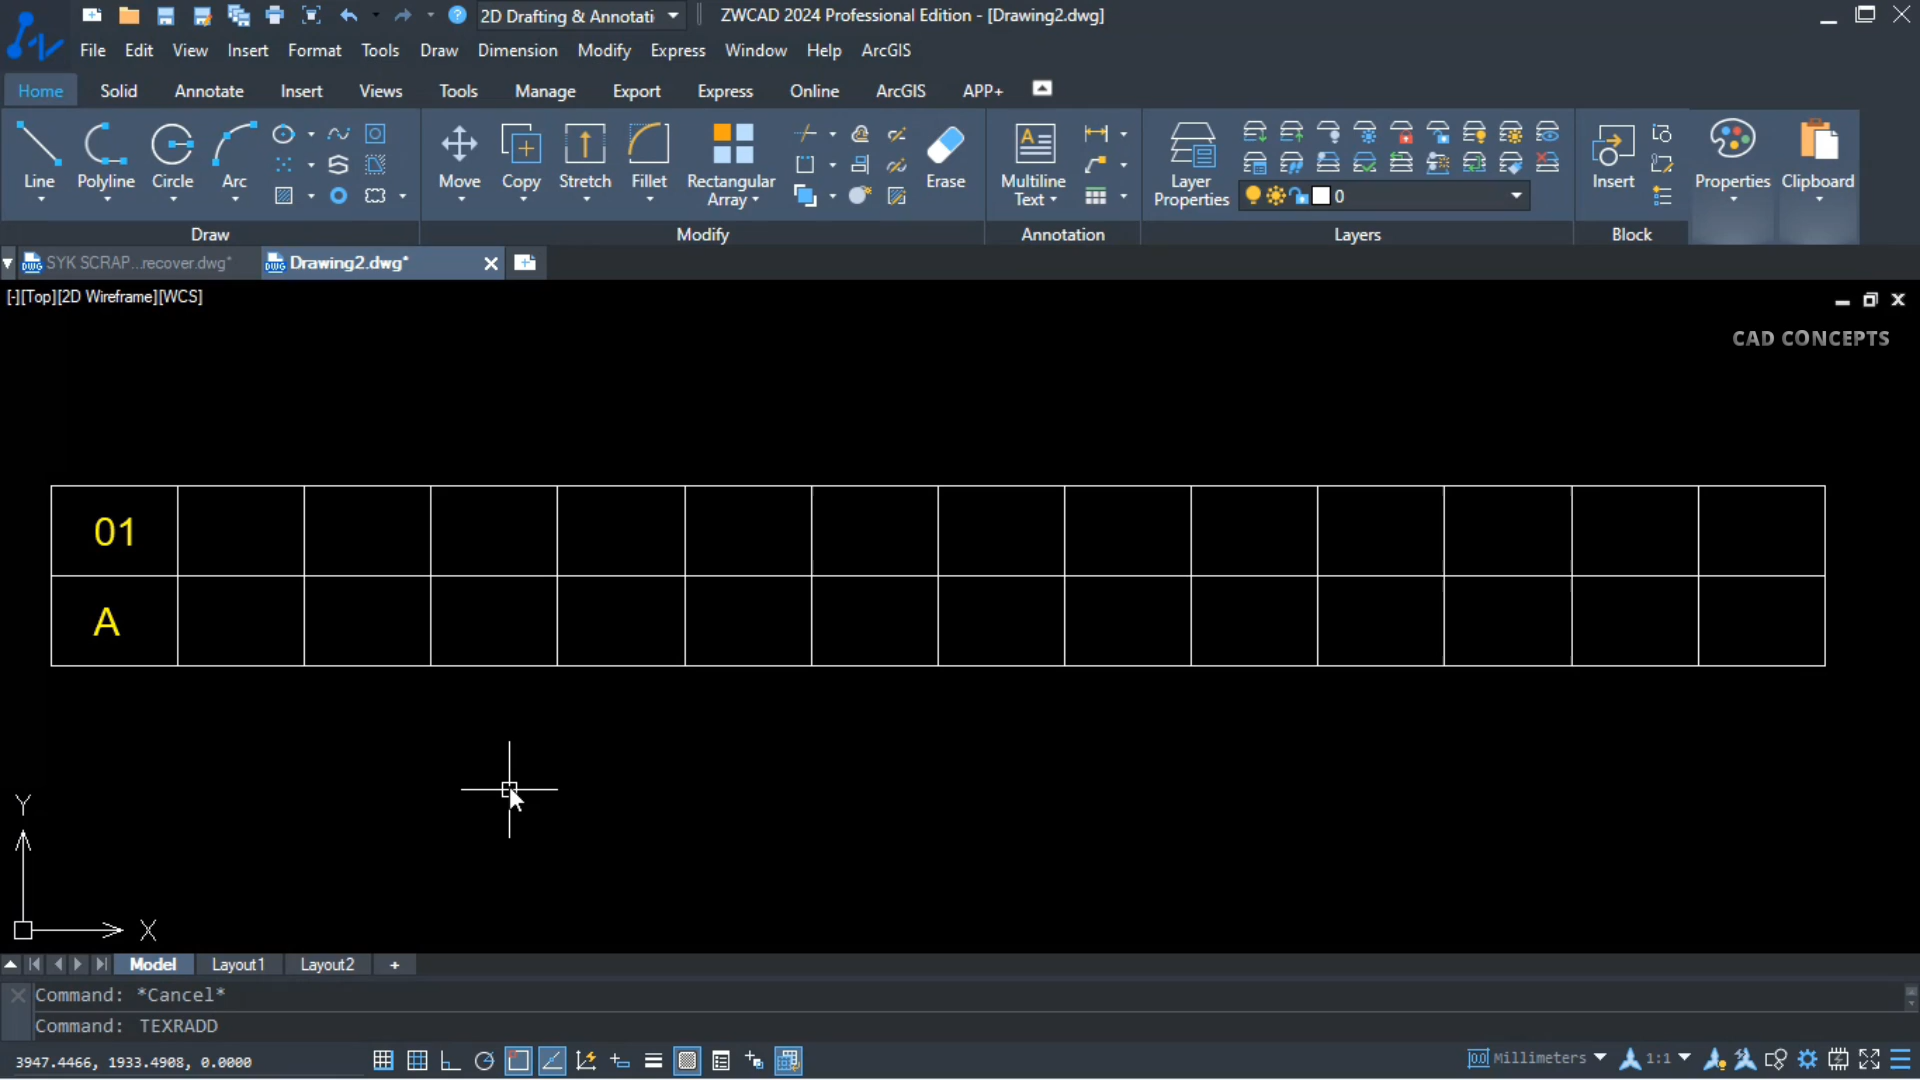 2D Drafting & Annotati
ZWCAD 2024 Professional Edition - [Drawing2.dwg]
File Edit View Insert Format Tools Draw Dimension Modify Express Window Help ArcGIS
Home Solid Annotate Insert Views Tools Manage Export Express Online ArcGIS APP+
Line Polyline Circle Arc
Move Copy Stretch Fillet Rectangular Array Erase
Multiline Text
Layer Properties
0
Insert Properties Clipboard
Draw Modify Annotation Layers Block
SYK SCRAP...recover.dwg*
Drawing2.dwg*
[-][Top][2D Wireframe][WCS]
CAD CONCEPTS
01
A
Y
X
Model Layout1 Layout2 +
Command: *Cancel*
Command: TEXRADD
3947.4466, 1933.4908, 0.0000
Millimeters 1:1